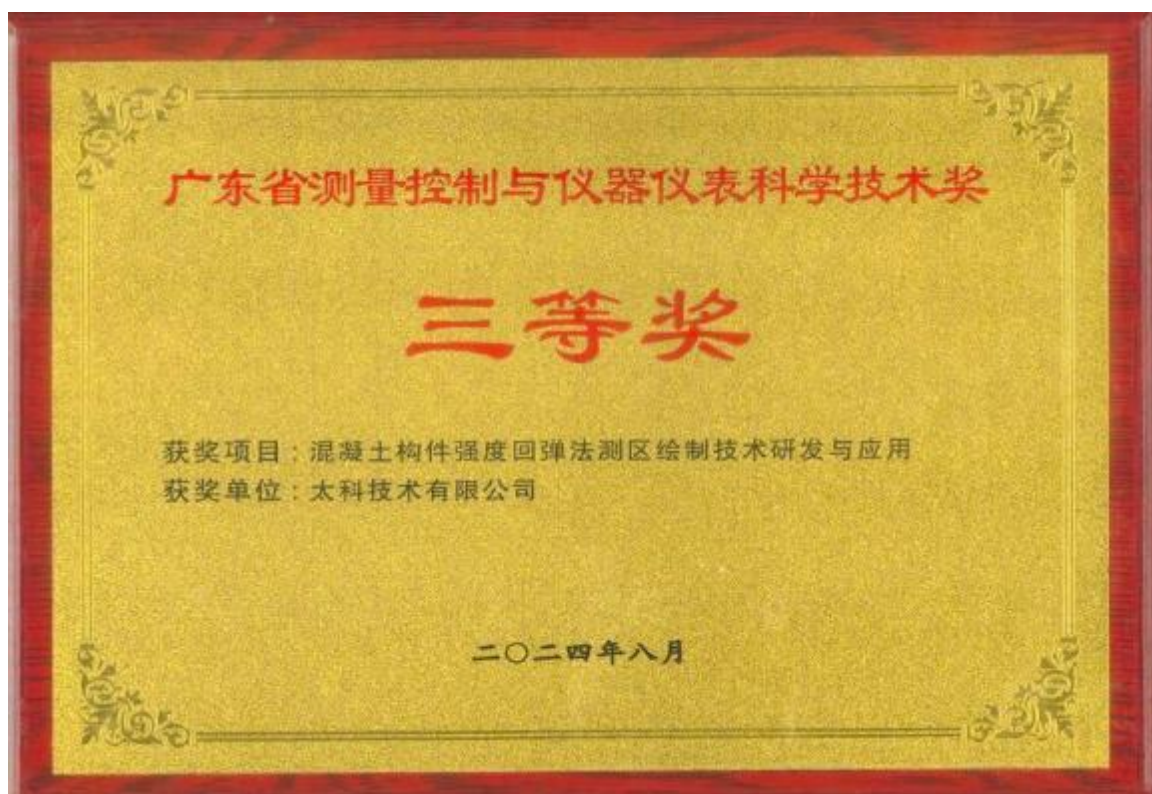 广东省测量控制与仪器仪表科学技术奖
三等奖
获奖项目：混凝土构件强度回弹法测区绘制技术研发与应用
获奖单位：太科技术有限公司
二〇二四年八月